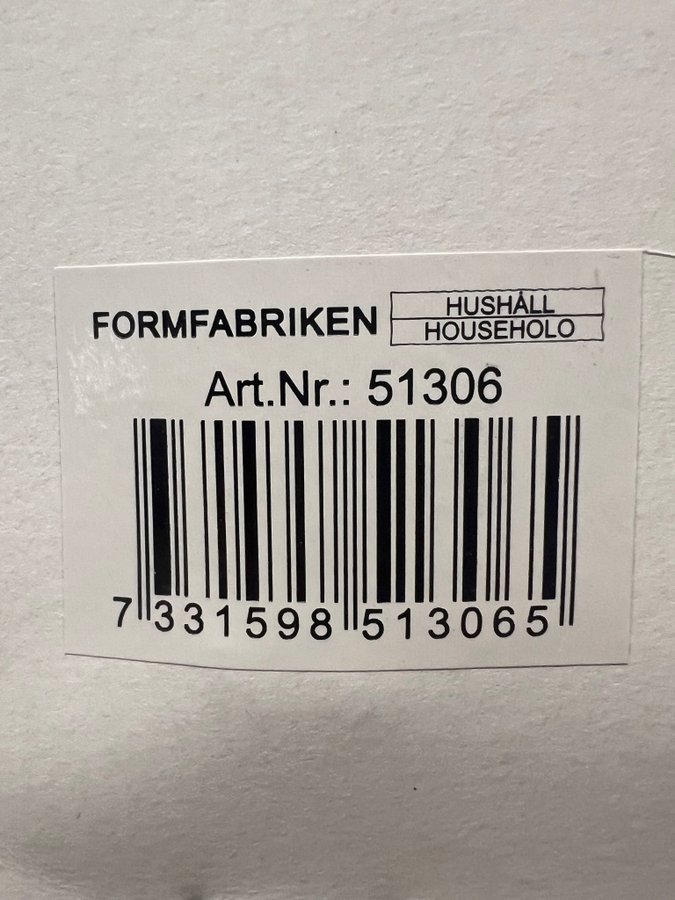 FORMFABRIKEN
HUSHÅLL
HOUSEHOLO
Art.Nr.: 51306
7 331598 513065